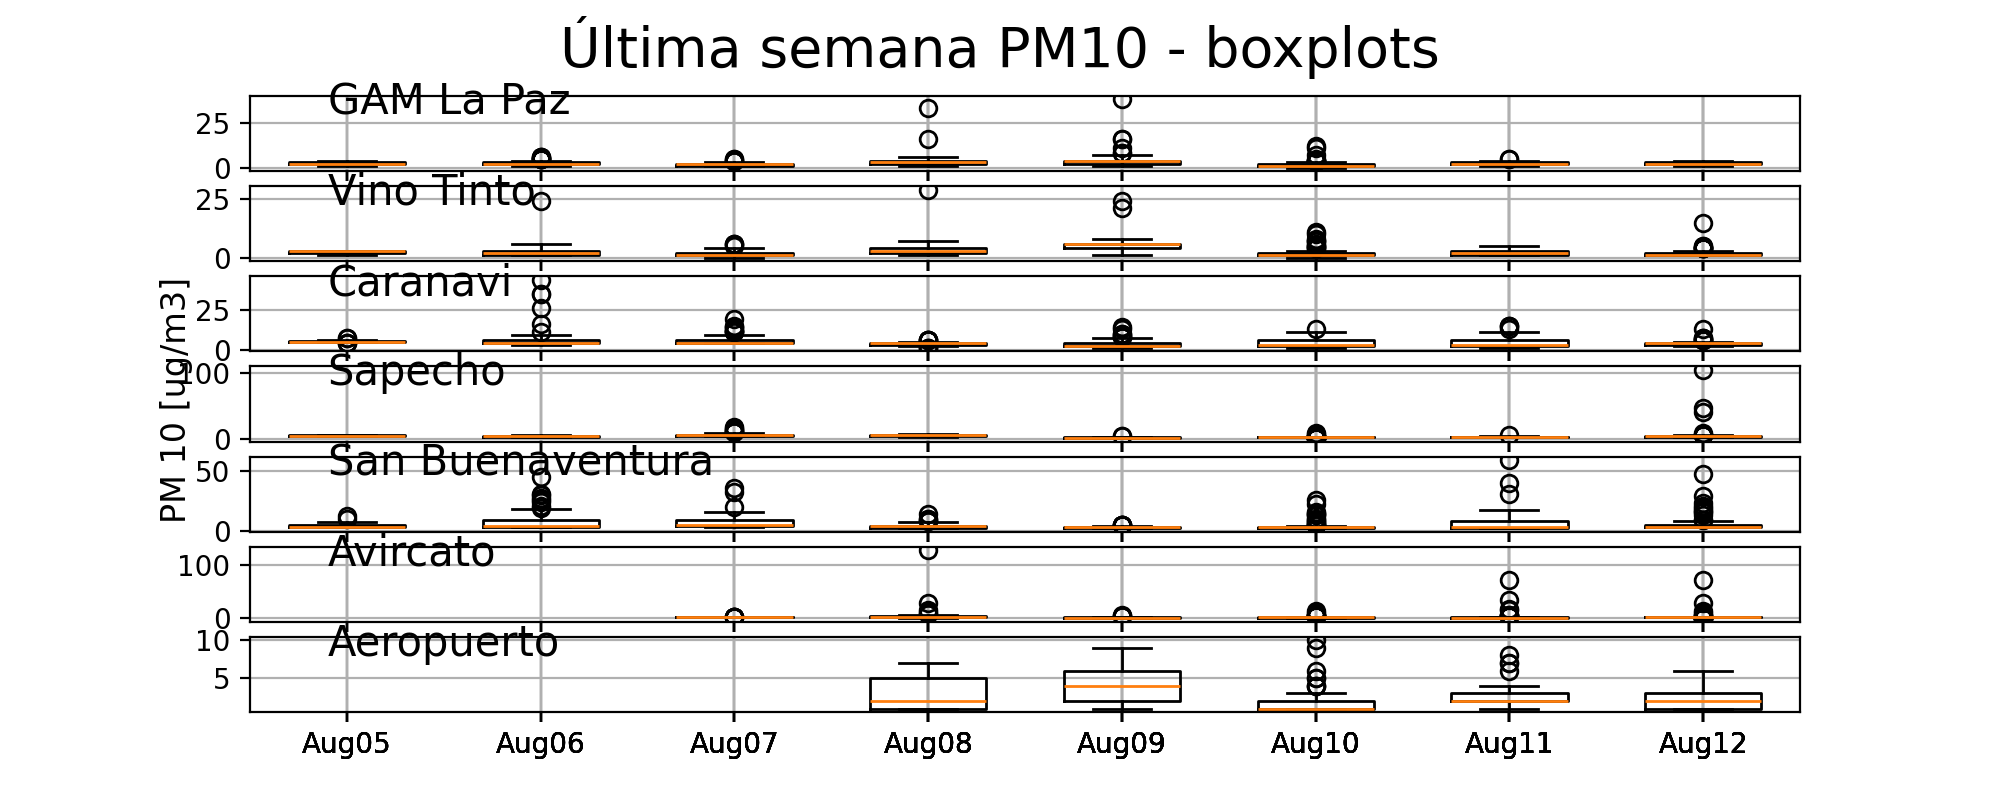 Última semana PM10 - boxplots
GAM La Paz
25
0
Vino Tinto
25
0
Caranavi
25
0
Sapecho
100
0
San Buenaventura
50
0
Avircato
100
0
Aeropuerto
10
5
PM 10 [ug/m3]
Aug05 Aug06 Aug07 Aug08 Aug09 Aug10 Aug11 Aug12